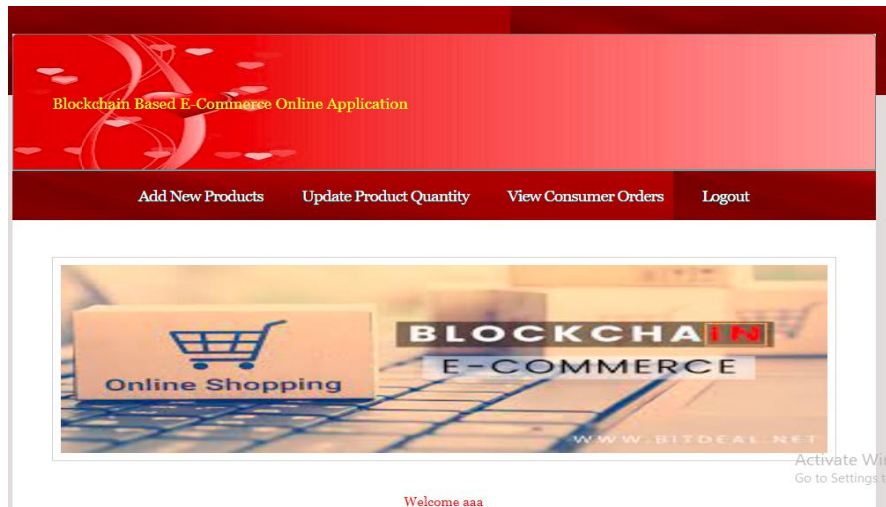 Blockchain Based E-Commerce Online Application
Add New Products Update Product Quantity View Consumer Orders Logout
BLOCKCHAIN
E-COMMERCE
Online Shopping
WWW.BITDEAL.NET
Activate Win
Go to Settings t
Welcome aaa